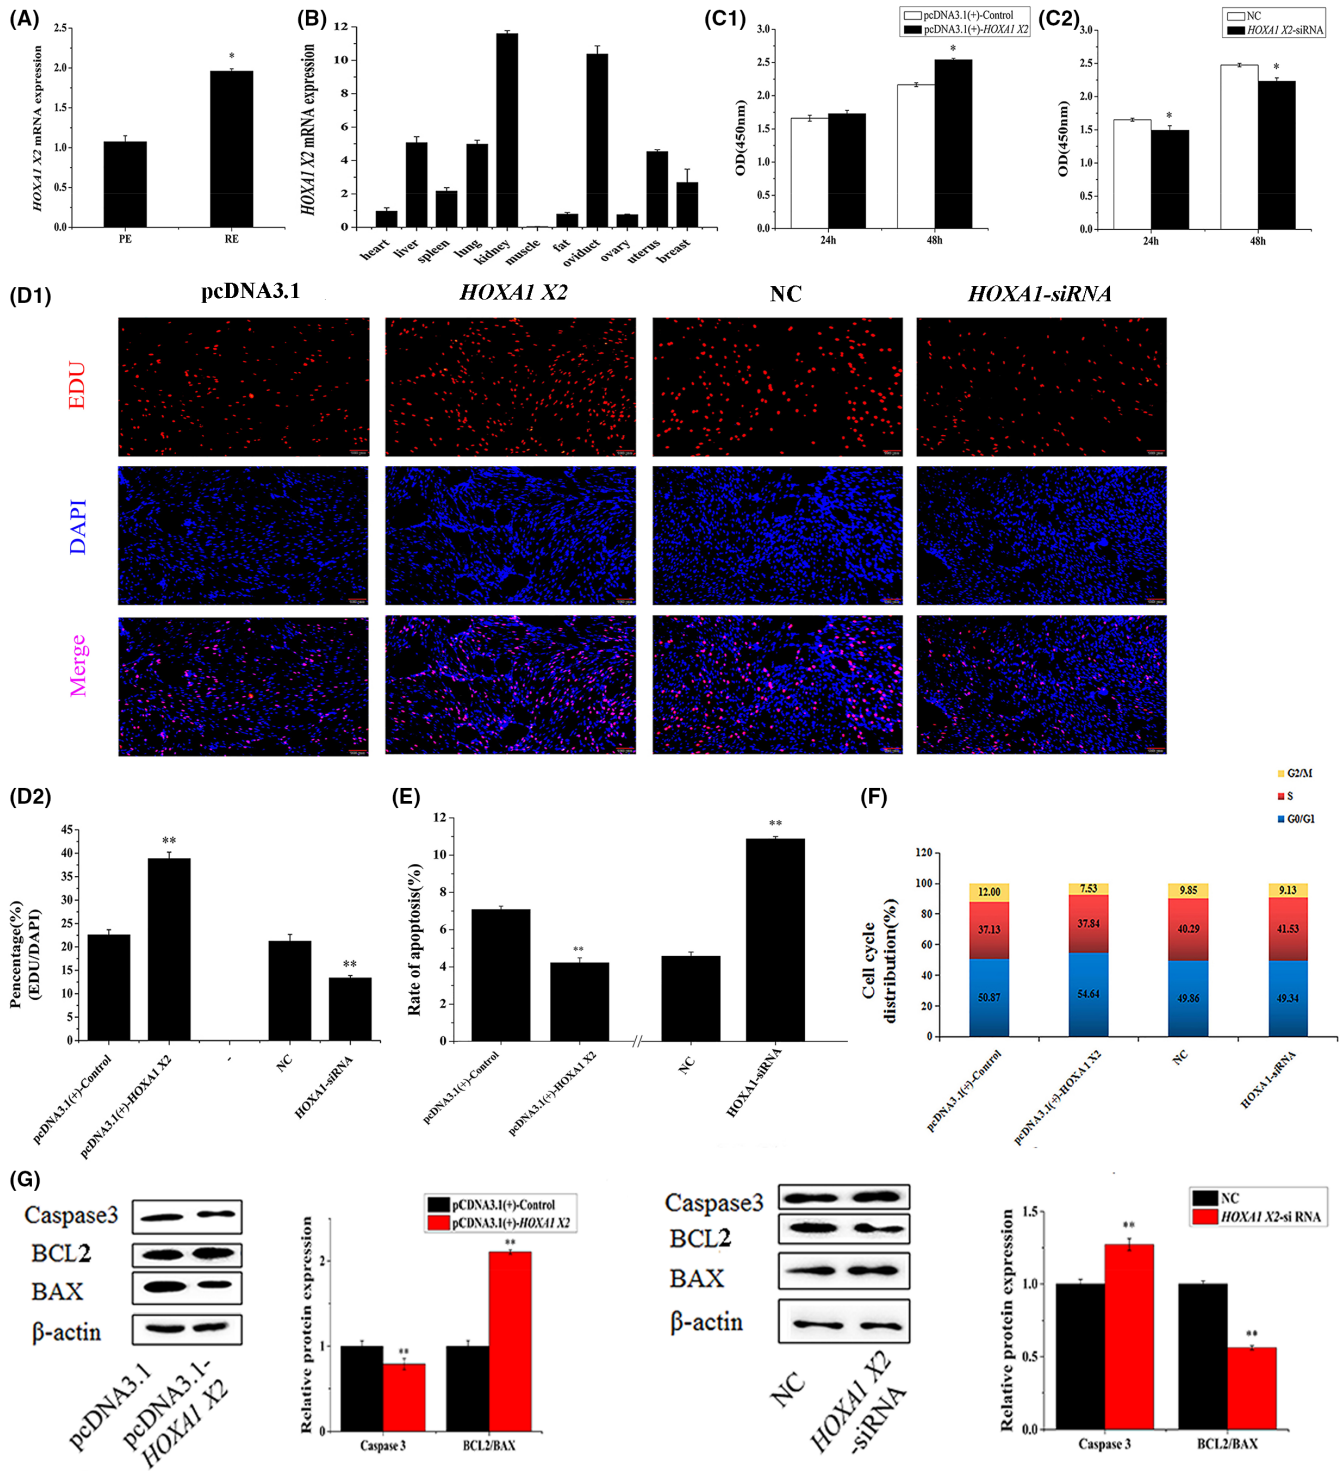 (A)
HOXA1 X2 mRNA expression
2.5
2.0
1.5
1.0
0.5
0.0
*
PE
RE
(B)
HOXA1 X2 mRNA expression
12
10
8
6
4
2
0
heart
liver
spleen
lung
kidney
muscle
fat
oviduct
ovary
uterus
breast
(C1)
pcDNA3.1(+)-Control
pcDNA3.1(+)-HOXA1 X2
OD(450nm)
3.0
2.5
2.0
1.5
1.0
0.5
0.0
*
24h
48h
(C2)
NC
HOXA1 X2-siRNA
OD(450nm)
3.0
2.5
2.0
1.5
1.0
0.5
0.0
*
*
24h
48h
(D1)
pcDNA3.1
HOXA1 X2
NC
HOXA1-siRNA
EDU
DAPI
Merge
(D2)
Pencentage(%)
(EDU/DAPI)
45
40
35
30
25
20
15
10
5
0
**
**
pcDNA3.1(+)-Control
pcDNA3.1(+)-HOXA1 X2
-
NC
HOXA1-siRNA
(E)
Rate of apoptosis(%)
12
10
8
6
4
2
0
**
**
pcDNA3.1(+)-Control
pcDNA3.1(+)-HOXA1 X2
NC
HOXA1-siRNA
(F)
G2/M
S
G0/G1
Cell cycle
distribution(%)
120
100
80
60
40
20
0
12.00
37.13
50.87
7.53
37.84
54.64
9.85
40.29
49.86
9.13
41.53
49.34
pcDNA3.1(+)-Control
pcDNA3.1(+)-HOXA1 X2
NC
HOXA1-siRNA
(G)
Caspase3
BCL2
BAX
β-actin
pcDNA3.1
pcDNA3.1-
HOXA1 X2
pCDNA3.1(+)-Control
pCDNA3.1(+)-HOXA1 X2
Relative protein expression
2
1
0
**
**
Caspase 3
BCL2/BAX
Caspase3
BCL2
BAX
β-actin
NC
HOXA1 X2
-siRNA
NC
HOXA1 X2-si RNA
Relative protein expression
1.5
1.0
0.5
0.0
**
**
Caspase 3
BCL2/BAX